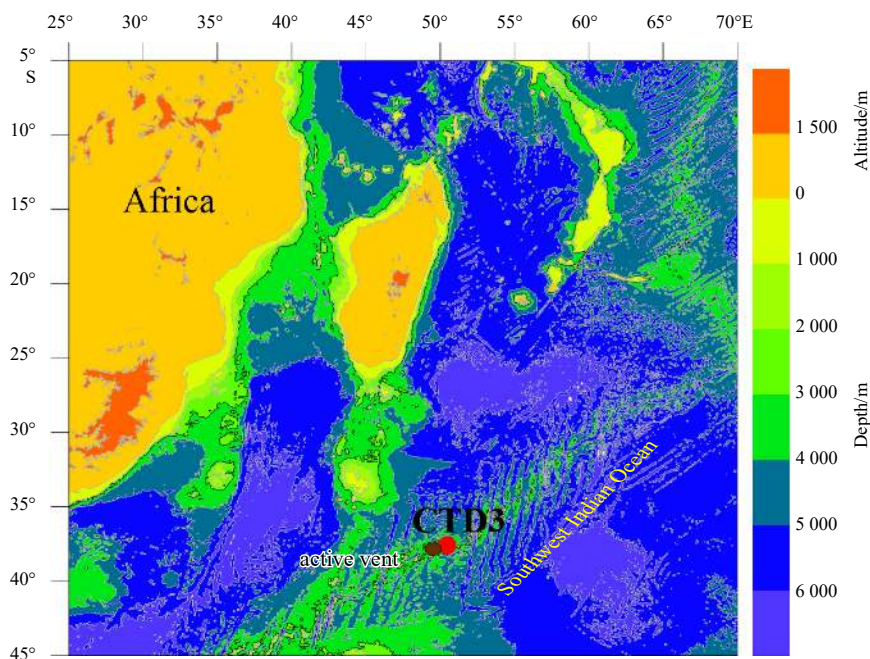 25° 30° 35° 40° 45° 50° 55° 60° 65° 70°E
5°
S
10°
15°
20°
25°
30°
35°
40°
45°
Africa
CTD3
active vent
Southwest Indian Ocean
1 500
0
1 000
2 000
3 000
4 000
5 000
6 000
Altitude/m
Depth/m